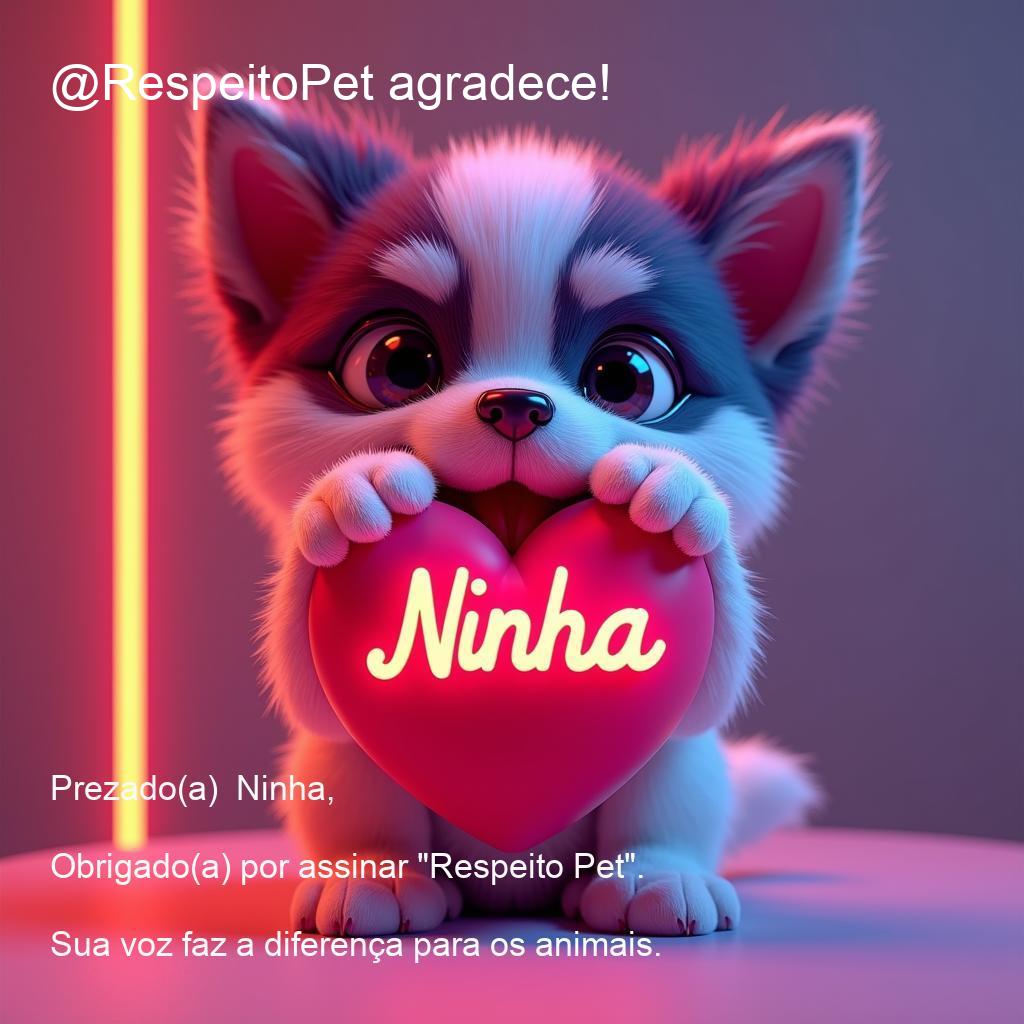 @RespeitoPet agradece!
Ninha
Prezado(a)  Ninha,
Obrigado(a) por assinar "Respeito Pet".
Sua voz faz a diferença para os animais.